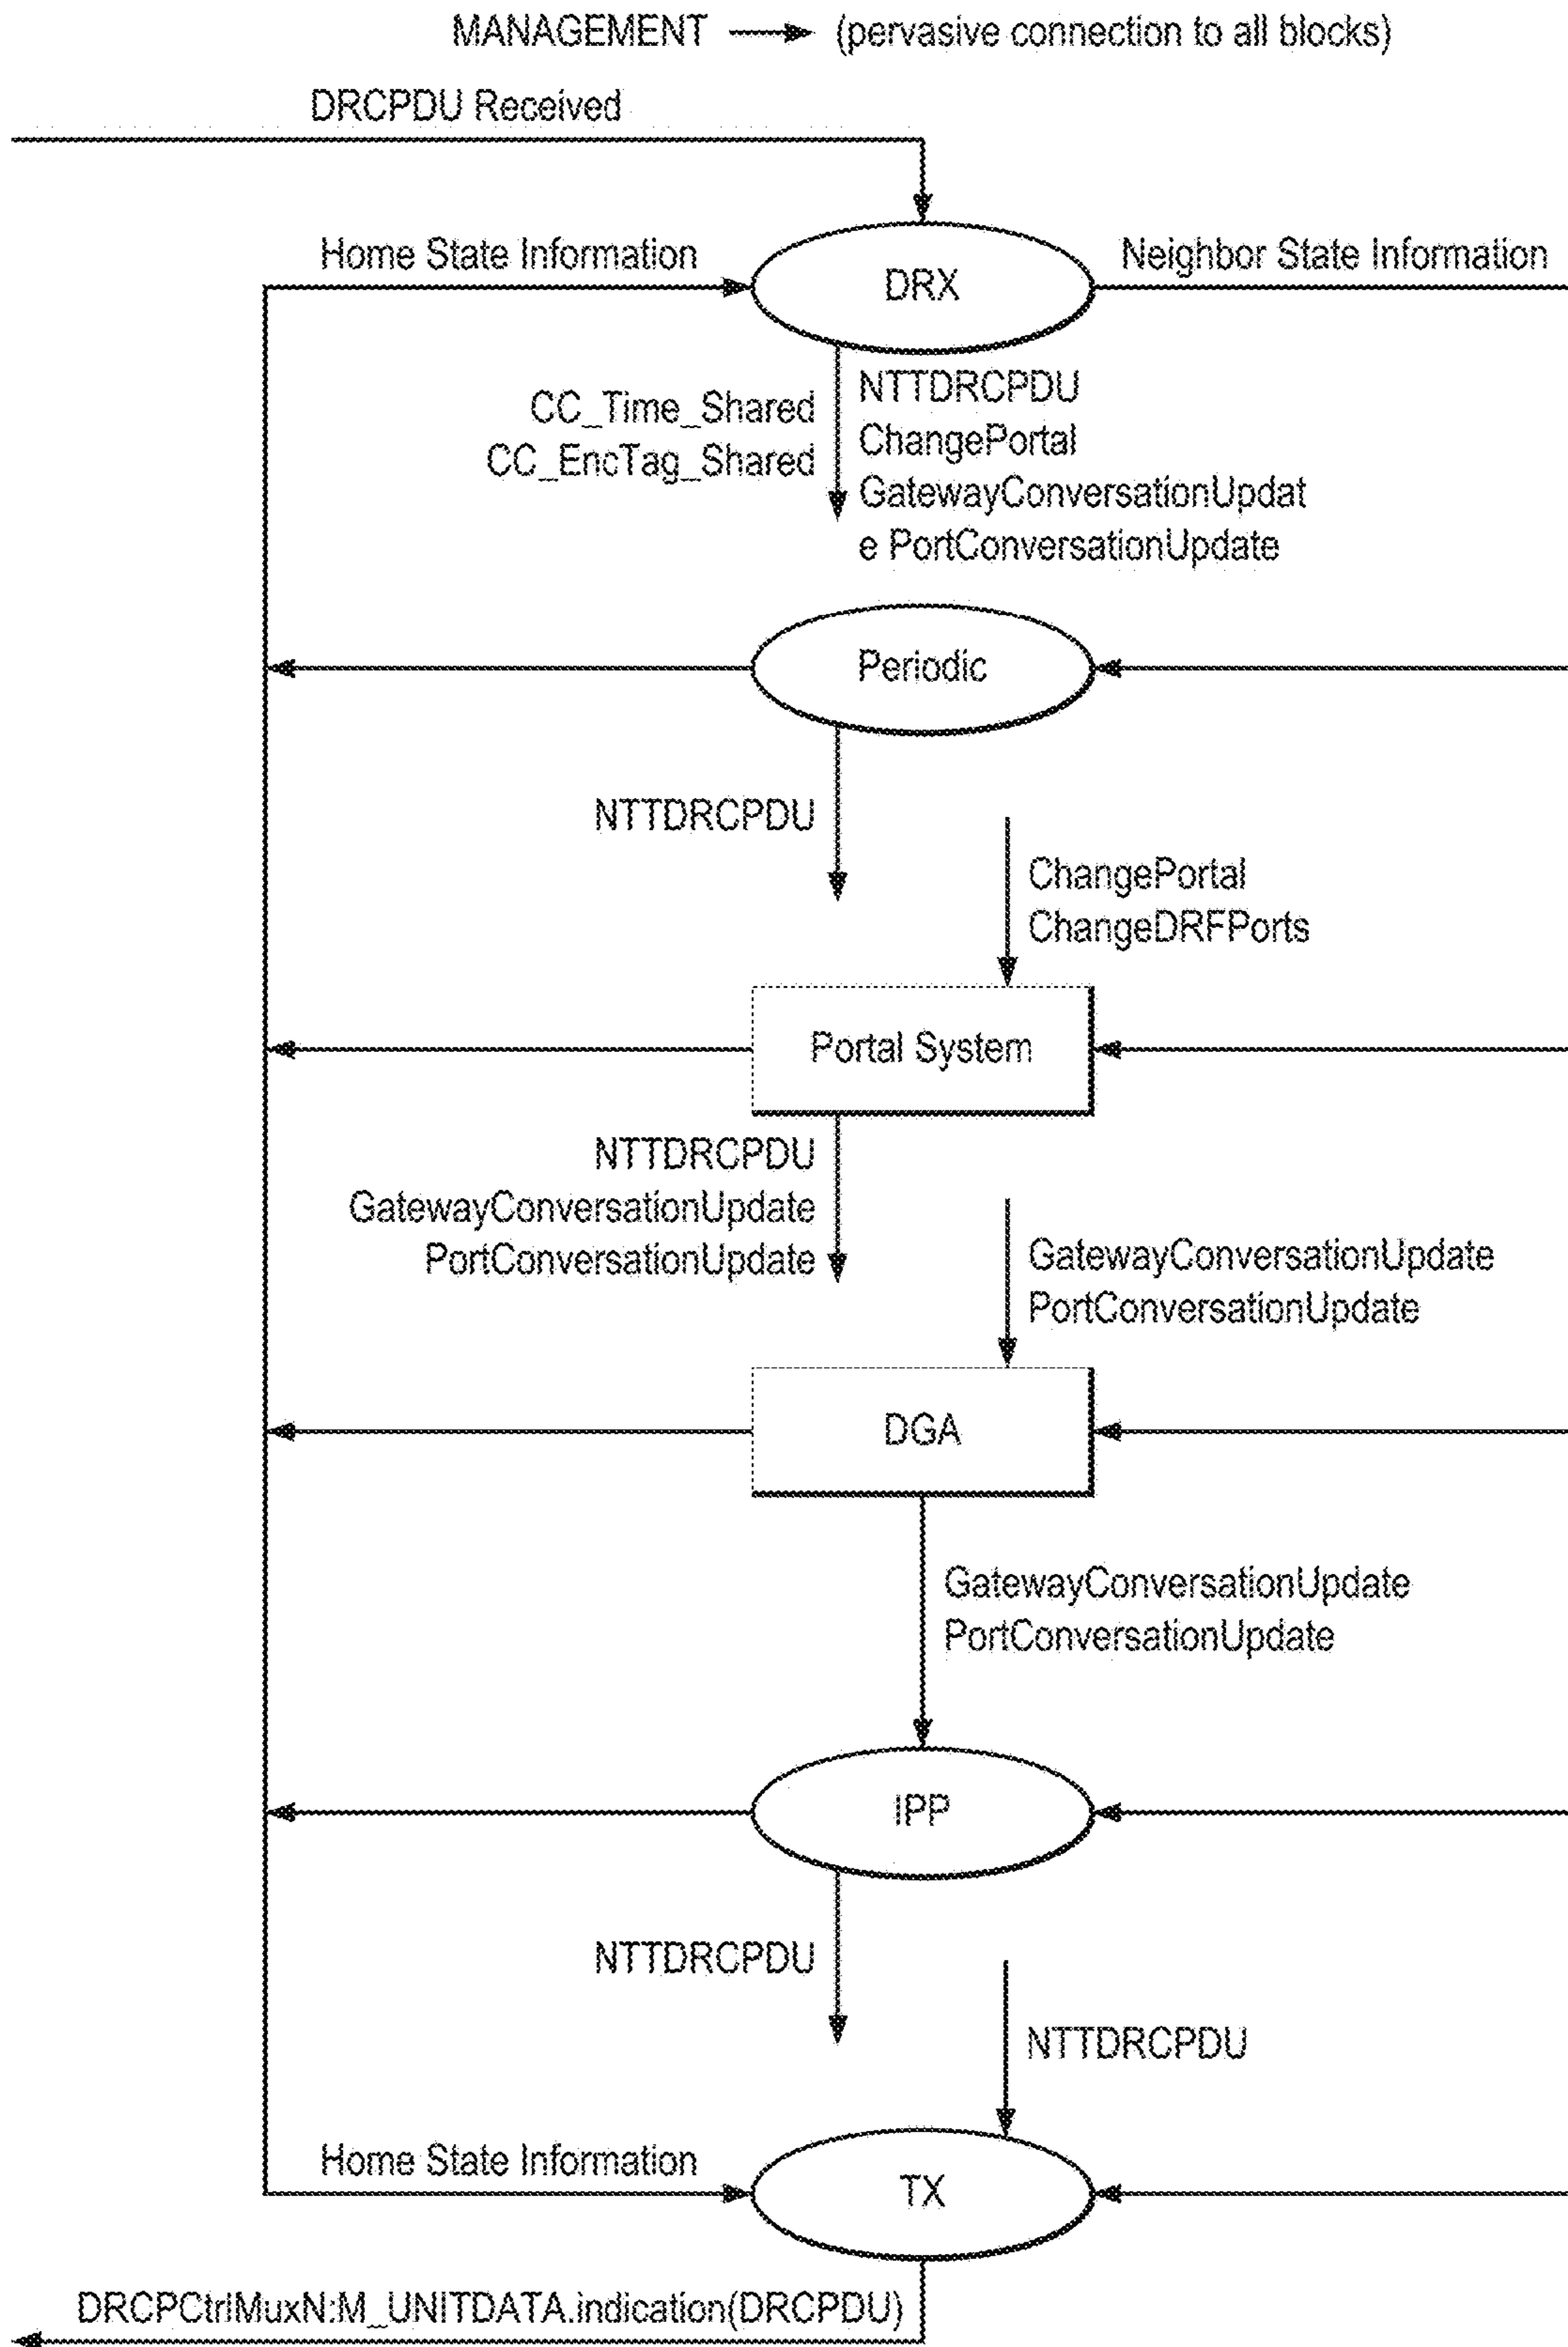 MANAGEMENT (pervasive connection to all blocks)
DRCPDU Received
Home State Information
DRX
Neighbor State Information
CC_Time_Shared
CC_EncTag_Shared
NTTDRCPDU
ChangePortal
GatewayConversationUpdat
e PortConversationUpdate
Periodic
NTTDRCPDU
ChangePortal
ChangeDRFPorts
Portal System
NTTDRCPDU
GatewayConversationUpdate
PortConversationUpdate
GatewayConversationUpdate
PortConversationUpdate
DGA
GatewayConversationUpdate
PortConversationUpdate
IPP
NTTDRCPDU
NTTDRCPDU
Home State Information
TX
DRCPCtrlMuxN:M_UNITDATA.indication(DRCPDU)